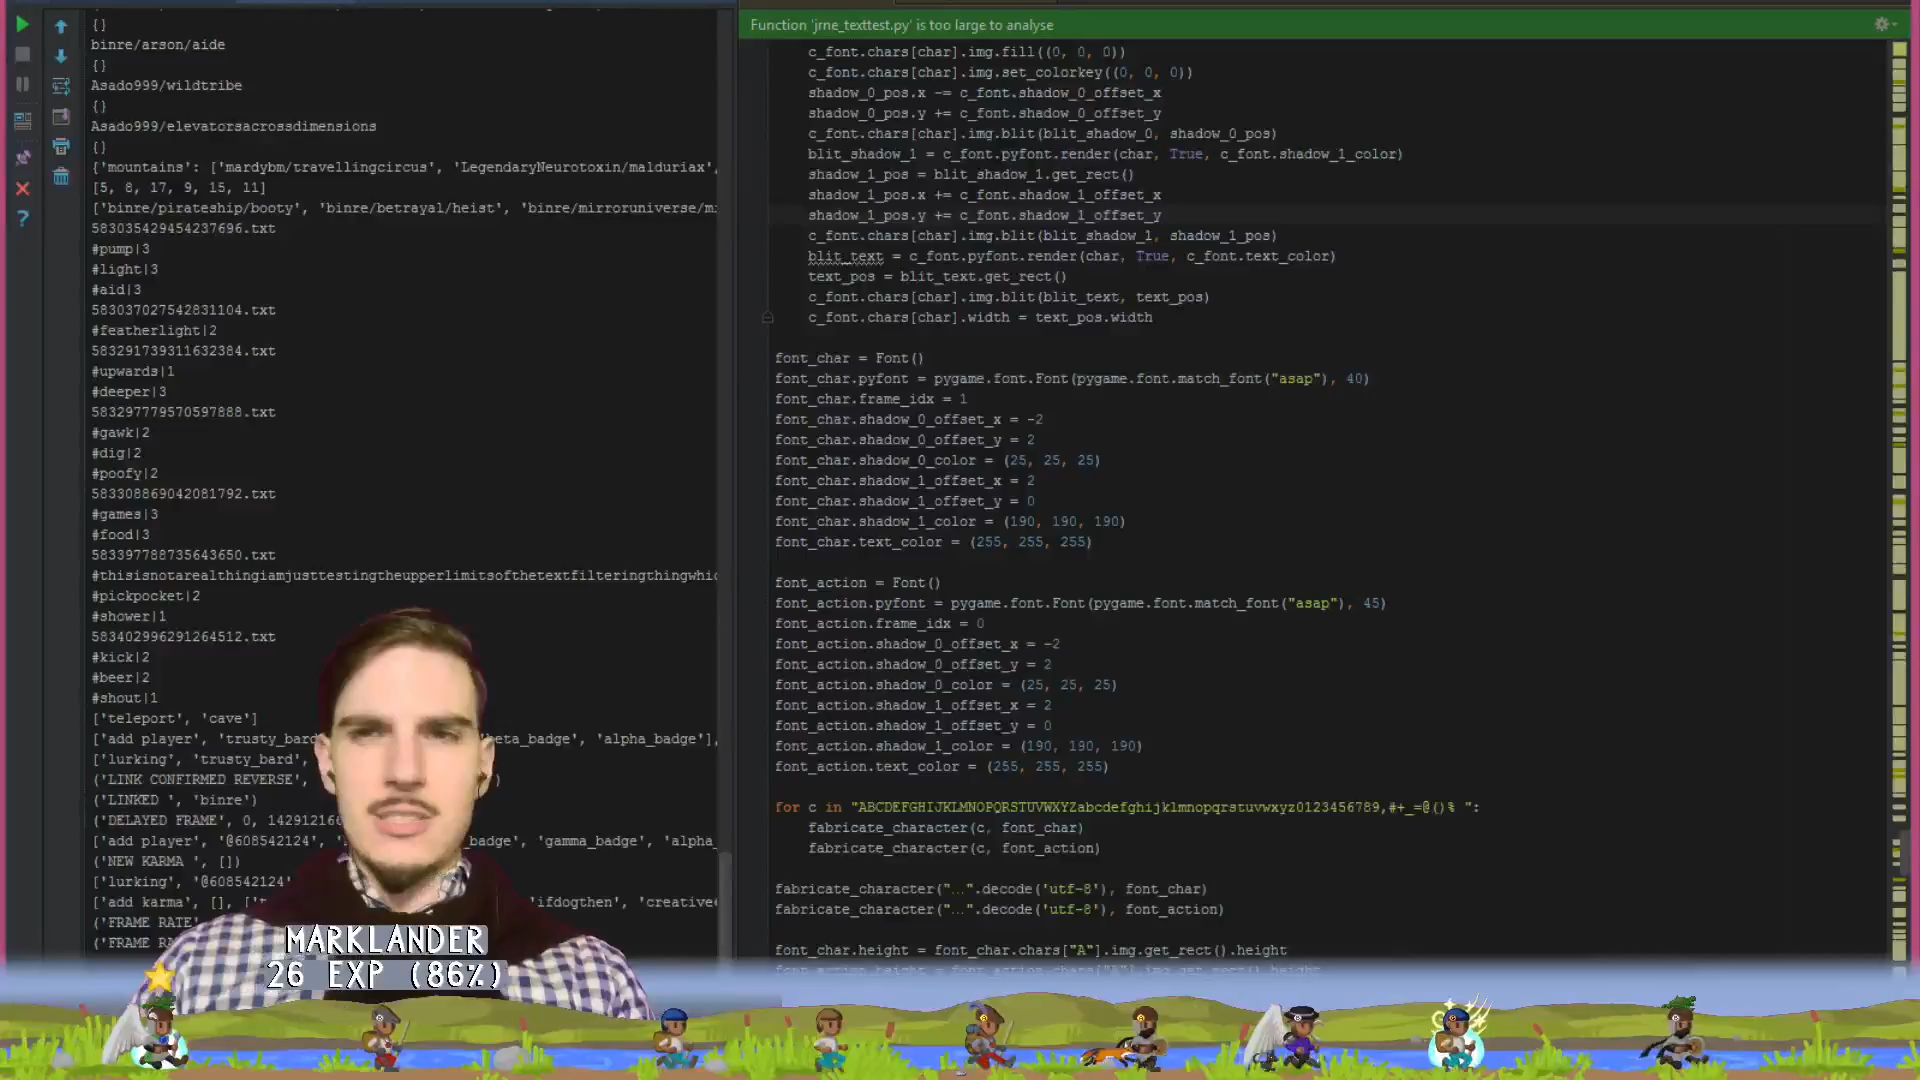 {}
binre/arson/aide
{}
Asado999/wildtribe
{}
Asado999/elevatorsacrossdimensions
{}
{'mountains': ['mardybm/travellingcircus', 'LegendaryNeurotoxin/malduriax',
[5, 8, 17, 9, 15, 11]
['binre/pirateship/booty', 'binre/betrayal/heist', 'binre/mirroruniverse/
583035429454237696.txt
#pump|3
#light|3
#aid|3
583037027542831104.txt
#featherlight|2
583291739311632384.txt
#upwards|1
#deeper|3
583297779570597888.txt
#gawk|2
#dig|2
#poofy|2
583308869042081792.txt
#games|3
#food|3
583397788735643650.txt
#thisisnotarealthingiamjusttestingtheupperlimitsofthetextfilteringthingwhic
#pickpocket|2
#shower|1
583402996291264512.txt
#kick|2
#beer|2
#shout|1
['teleport', 'cave']
['add player', 'trusty_bard beta_badge', 'alpha_badge'],
['lurking', 'trusty_bard',
('LINK CONFIRMED REVERSE', )
('LINKED ', 'binre')
('DELAYED FRAME', 0, 142912160
['add player', '@608542124', _badge', 'gamma_badge', 'alpha_
('NEW KARMA ', [])
['lurking', '@608542124'
['add karma', [], [' 'ifdogthen', 'creative
('FRAME RATE'
('FRAME RA
Function 'jrne_texttest.py' is too large to analyse
c_font.chars[char].img.fill((0, 0, 0))
c_font.chars[char].img.set_colorkey((0, 0, 0))
shadow_0_pos.x -= c_font.shadow_0_offset_x
shadow_0_pos.y += c_font.shadow_0_offset_y
c_font.chars[char].img.blit(blit_shadow_0, shadow_0_pos)
blit_shadow_1 = c_font.pyfont.render(char, True, c_font.shadow_1_color)
shadow_1_pos = blit_shadow_1.get_rect()
shadow_1_pos.x += c_font.shadow_1_offset_x
shadow_1_pos.y += c_font.shadow_1_offset_y
c_font.chars[char].img.blit(blit_shadow_1, shadow_1_pos)
blit_text = c_font.pyfont.render(char, True, c_font.text_color)
text_pos = blit_text.get_rect()
c_font.chars[char].img.blit(blit_text, text_pos)
c_font.chars[char].width = text_pos.width
font_char = Font()
font_char.pyfont = pygame.font.Font(pygame.font.match_font("asap"), 40)
font_char.frame_idx = 1
font_char.shadow_0_offset_x = -2
font_char.shadow_0_offset_y = 2
font_char.shadow_0_color = (25, 25, 25)
font_char.shadow_1_offset_x = 2
font_char.shadow_1_offset_y = 0
font_char.shadow_1_color = (190, 190, 190)
font_char.text_color = (255, 255, 255)
font_action = Font()
font_action.pyfont = pygame.font.Font(pygame.font.match_font("asap"), 45)
font_action.frame_idx = 0
font_action.shadow_0_offset_x = -2
font_action.shadow_0_offset_y = 2
font_action.shadow_0_color = (25, 25, 25)
font_action.shadow_1_offset_x = 2
font_action.shadow_1_offset_y = 0
font_action.shadow_1_color = (190, 190, 190)
font_action.text_color = (255, 255, 255)
for c in "ABCDEFGHIJKLMNOPQRSTUVWXYZabcdefghijklmnopqrstuvwxyz0123456789,#+_=@()% ":
fabricate_character(c, font_char)
fabricate_character(c, font_action)
fabricate_character("…".decode('utf-8'), font_char)
fabricate_character("…".decode('utf-8'), font_action)
font_char.height = font_char.chars["A"].img.get_rect().height
MARKLANDER
26 EXP (86%)